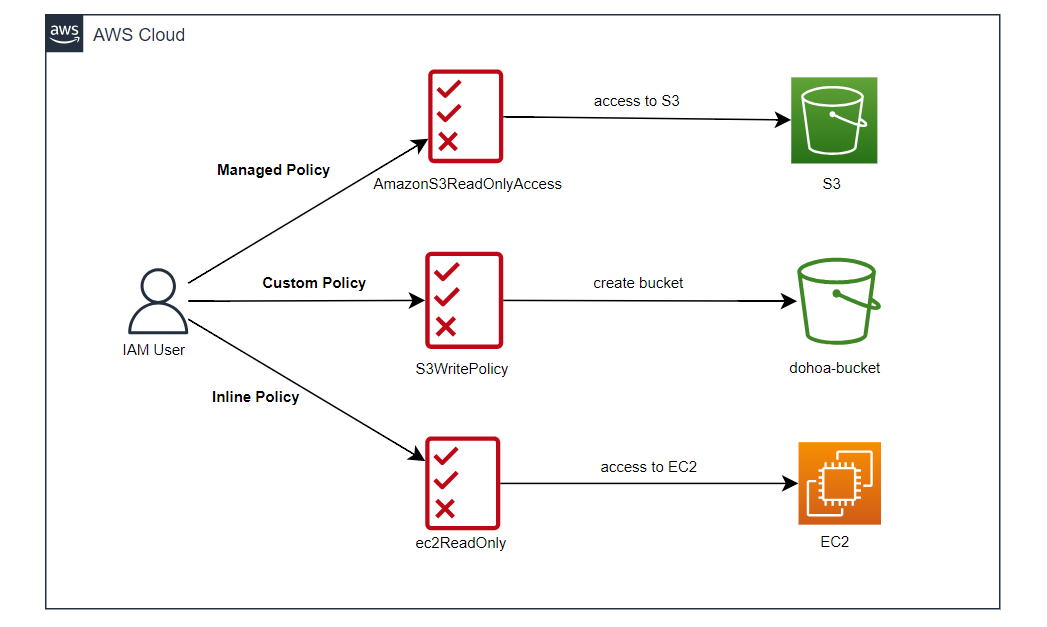 aws
AWS Cloud
access to S3
Managed Policy
AmazonS3ReadOnlyAccess
S3
Custom Policy
create bucket
IAM User
S3WritePolicy
dohoa-bucket
Inline Policy
access to EC2
ec2ReadOnly
EC2